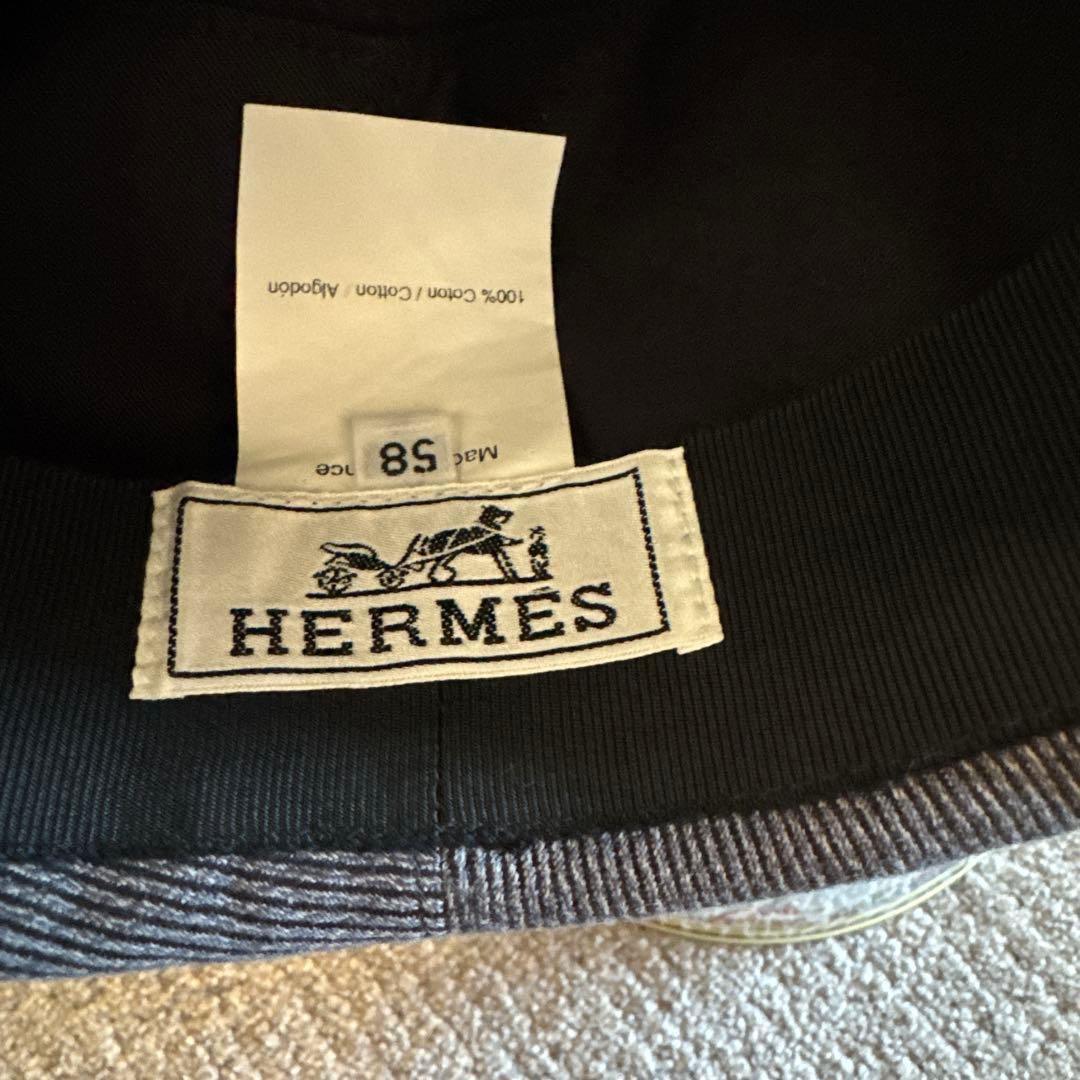 100% Coton / Cotton / Algodón
58
HERMÈS